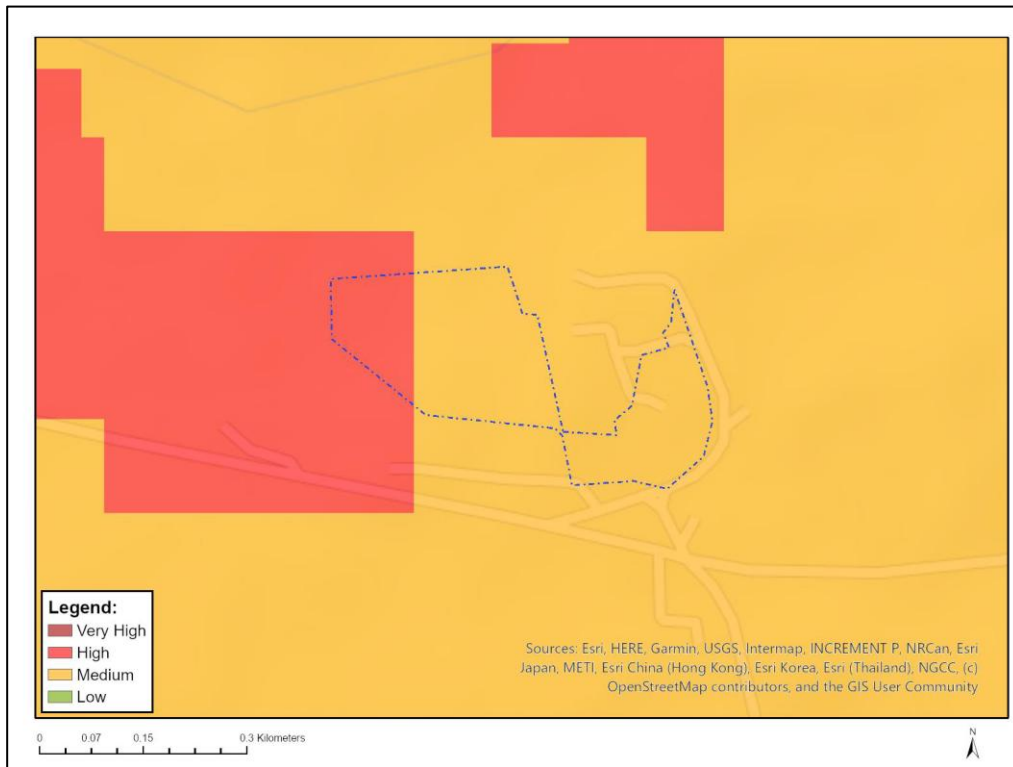 Legend:
Very High
High
Medium
Low
Sources: Esri, HERE, Garmin, USGS, Intermap, INCREMENT P, NRCan, Esri
Japan, METI, Esri China (Hong Kong), Esri Korea, Esri (Thailand), NGCC, (c)
OpenStreetMap contributors, and the GIS User Community
0 0.07 0.15 0.3 Kilometers
N